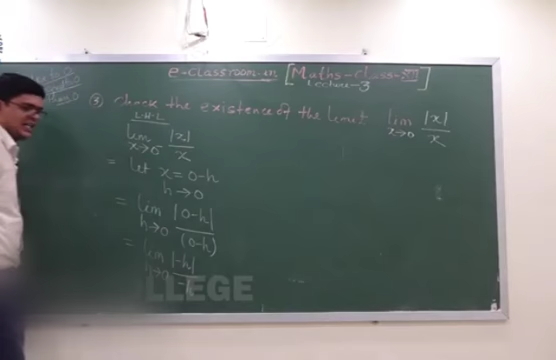 e-classroom [Maths-class-XI]
Lecture-3
③ Check the existence of the limit lim x→0 |x|/x
L.H.L
lim x→0⁻ |x|/x
= let x = 0-h
h→0
= lim h→0 |0-h|/(0-h)
= lim h→0 |-h|/-h
LLEGE